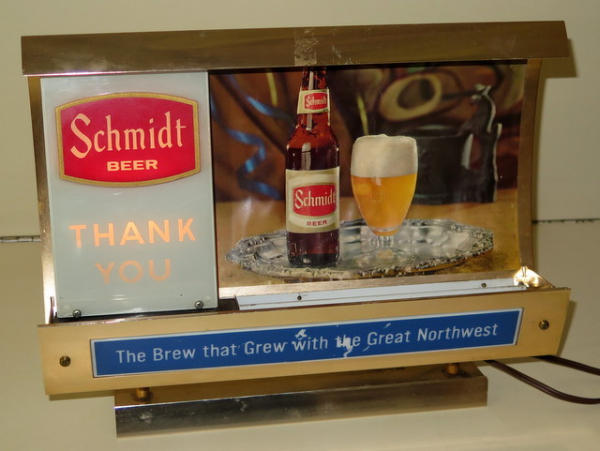 Schmidt
BEER
THANK
YOU
Schmidt
Schmidt
BEER
The Brew that Grew with the Great Northwest